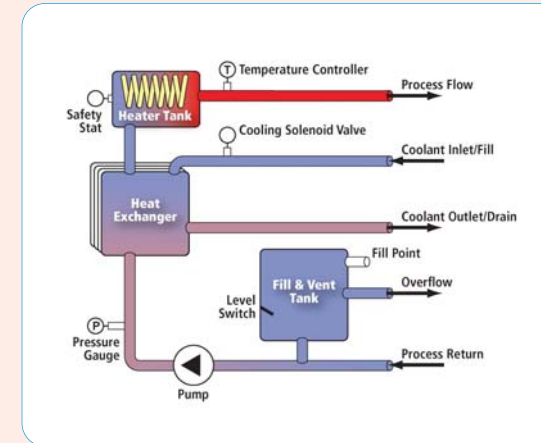 T
Temperature Controller
Process Flow
Safety
Stat
Heater Tank
Cooling Solenoid Valve
Coolant Inlet/Fill
Heat
Exchanger
Coolant Outlet/Drain
Fill Point
Fill & Vent
Tank
Overflow
Level
Switch
P
Pressure
Gauge
Process Return
Pump